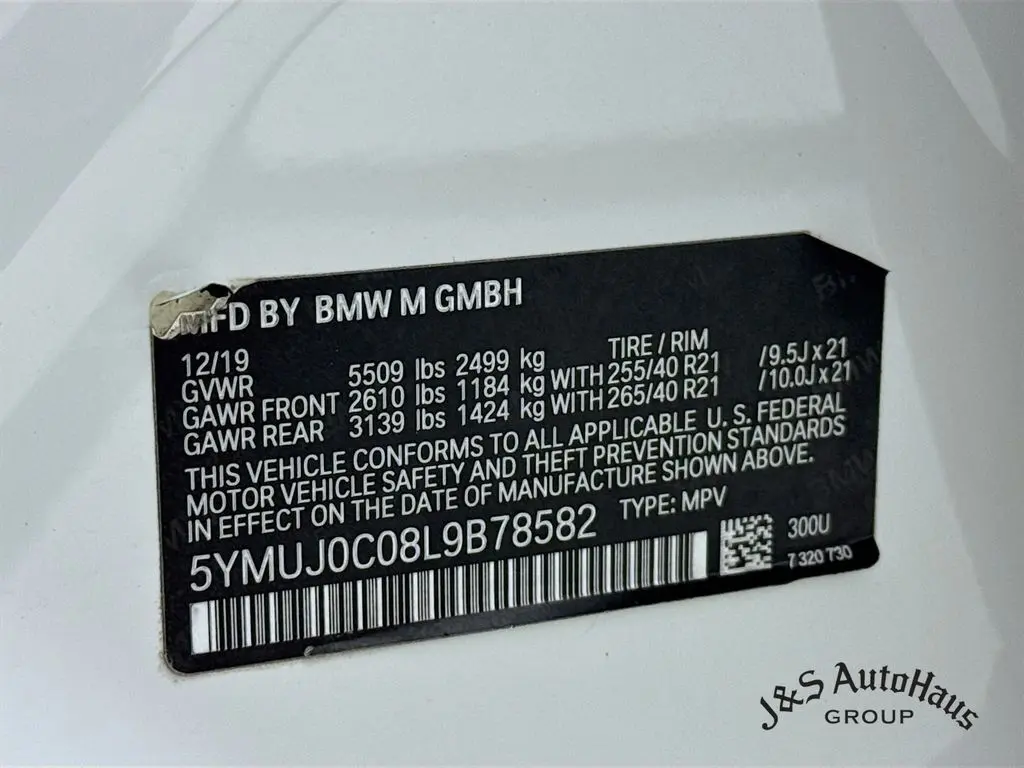 MFD BY BMW M GMBH
12/19 TIRE / RIM
GVWR 5509 lbs 2499 kg
GAWR FRONT 2610 lbs 1184 kg WITH 255/40 R21 /9.5J x 21
GAWR REAR 3139 lbs 1424 kg WITH 265/40 R21 /10.0J x 21
THIS VEHICLE CONFORMS TO ALL APPLICABLE U. S. FEDERAL
MOTOR VEHICLE SAFETY AND THEFT PREVENTION STANDARDS
IN EFFECT ON THE DATE OF MANUFACTURE SHOWN ABOVE.
5YMUJ0C08L9B78582 TYPE: MPV
300U
7 320 730
J&S AutoHaus
GROUP